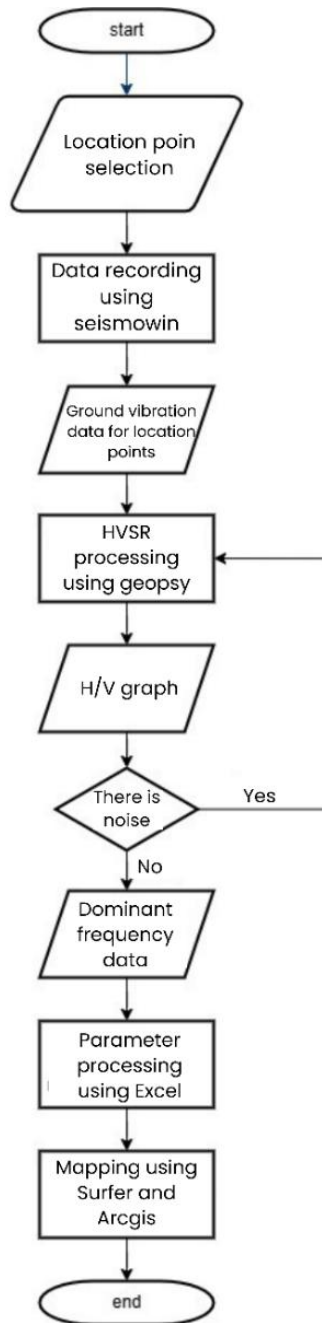 start
Location poin
selection
Data recording
using
seismowin
Ground vibration
data for location
points
HVSR
processing
using geopsy
H/V graph
There is
noise
Yes
No
Dominant
frequency
data
Parameter
processing
using Excel
Mapping using
Surfer and
Arcgis
end